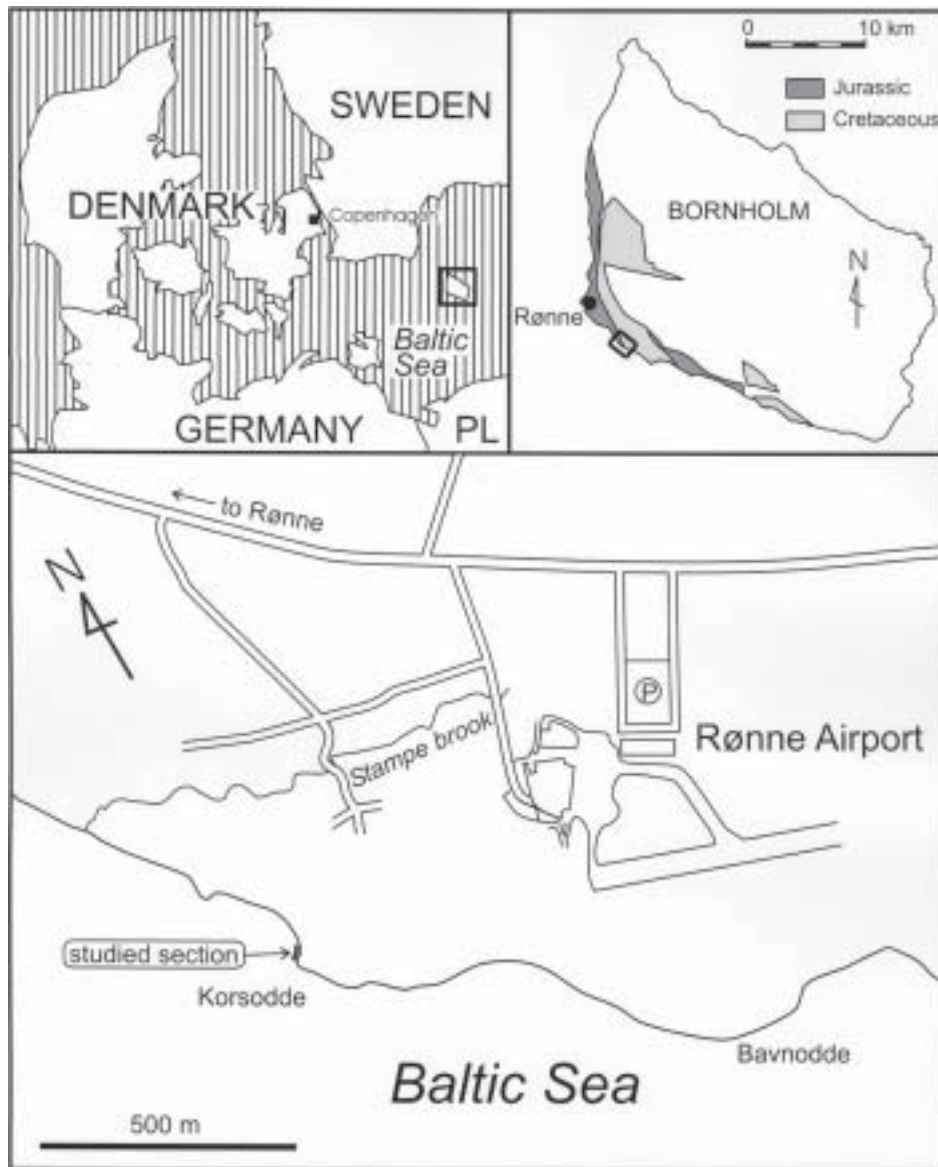 SWEDEN
DENMARK
Copenhagen
Baltic
Sea
GERMANY
PL
0 10 km
Jurassic
Cretaceous
BORNHOLM
N
Rønne
to Rønne
N
P
Stampe brook
Rønne Airport
studied section
Korsodde
Bavnodde
Baltic Sea
500 m